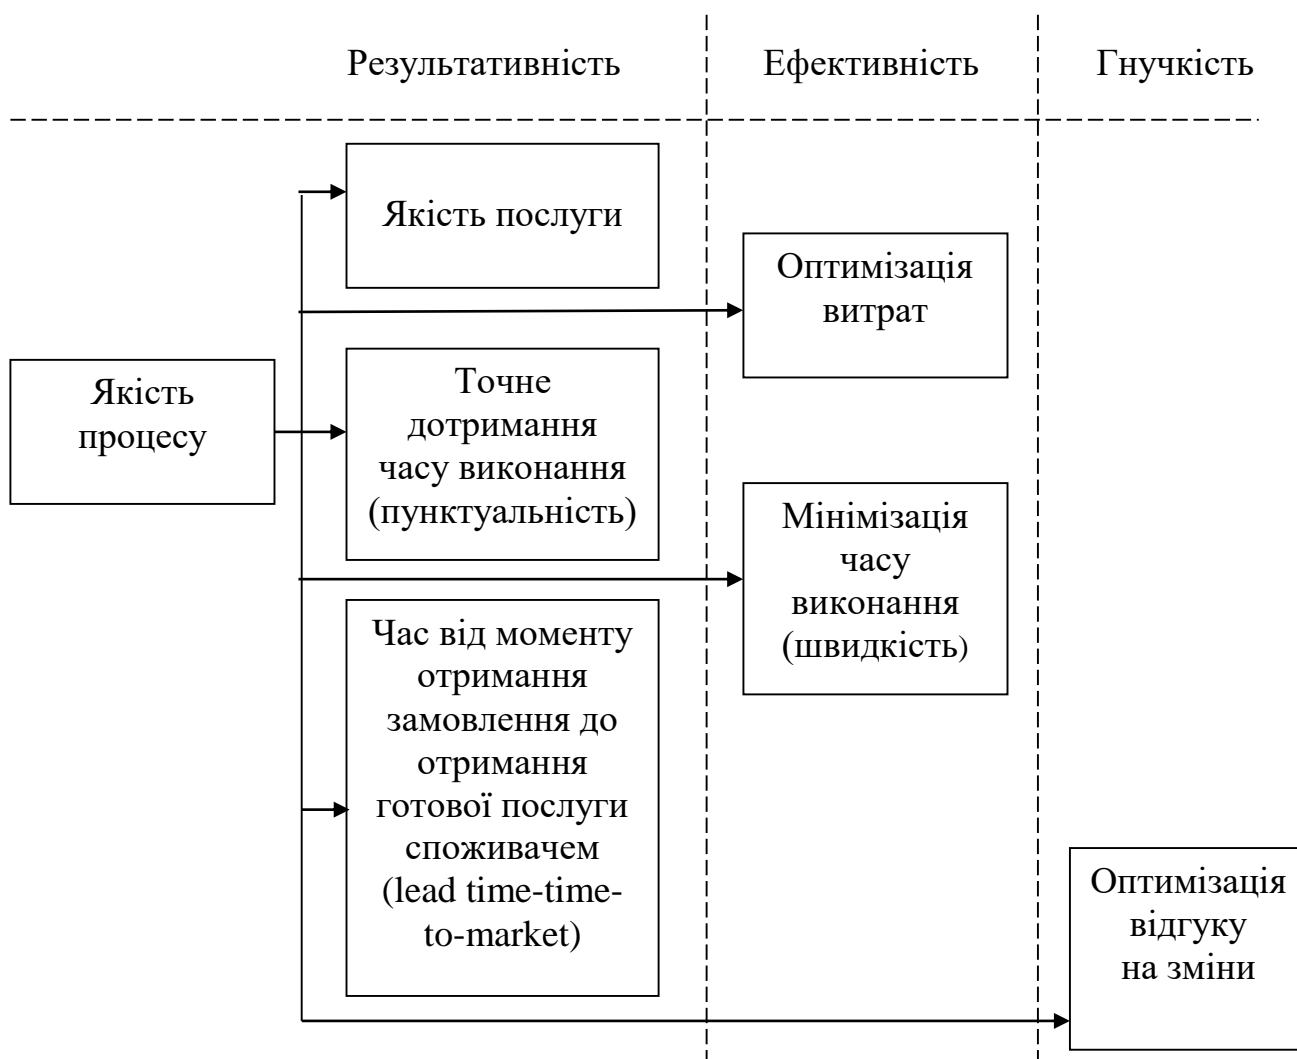 Результативність
Ефективність
Гнучкість
Якість послуги
Оптимізація
витрат
Якість
процесу
Точне
дотримання
часу виконання
(пунктуальність)
Мінімізація
часу
виконання
(швидкість)
Час від моменту
отримання
замовлення до
отримання
готової послуги
споживачем
(lead time-time-
to-market)
Оптимізація
відгуку
на зміни